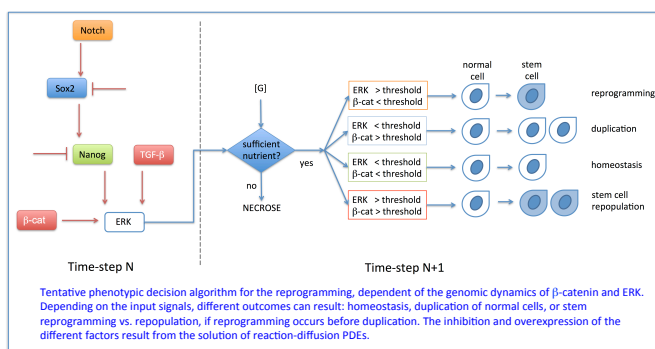 Notch
normal cell
stem cell
Sox2
[G]
ERK > threshold
β-cat < threshold
reprogramming
ERK < threshold
β-cat > threshold
duplication
sufficient nutrient?
yes
Nanog
TGF-β
ERK < threshold
β-cat < threshold
homeostasis
no
NECROSE
ERK > threshold
β-cat > threshold
stem cell repopulation
β-cat
ERK
Time-step N
Time-step N+1
Tentative phenotypic decision algorithm for the reprogramming, dependent of the genomic dynamics of β-catenin and ERK.
Depending on the input signals, different outcomes can result: homeostasis, duplication of normal cells, or stem
reprogramming vs. repopulation, if reprogramming occurs before duplication. The inhibition and overexpression of the
different factors result from the solution of reaction-diffusion PDEs.